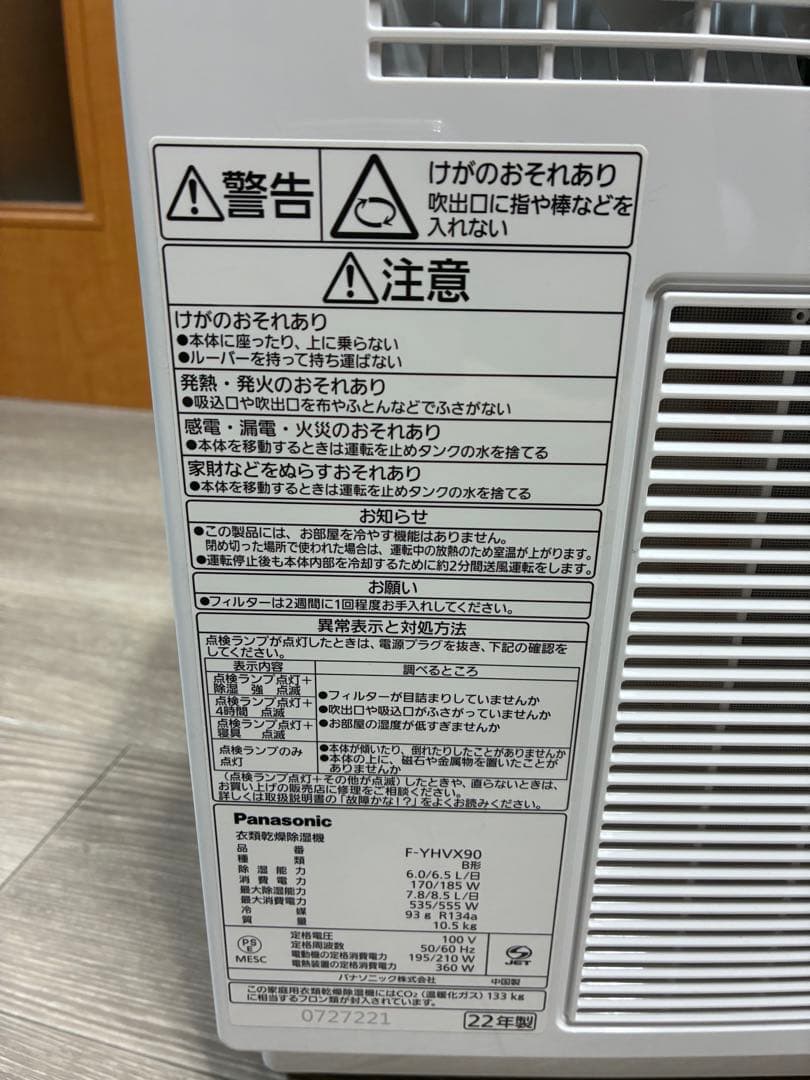 警告
けがのおそれあり
吹出口に指や棒などを
入れない
注意
けがのおそれあり
●本体に座ったり、上に乗らない
●ルーバーを持って持ち運ばない
発熱・発火のおそれあり
●吸込口や吹出口を布やふとんなどでふさがない
感電・漏電・火災のおそれあり
●本体を移動するときは運転を止めタンクの水を捨てる
家財などをぬらすおそれあり
●本体を移動するときは運転を止めタンクの水を捨てる
お知らせ
●この製品には、お部屋を冷やす機能はありません。
閉め切った場所で使われた場合は、運転中の放熱のため室温が上がります。
●運転停止後も本体内部を冷却するために約2分間送風運転をします。
お願い
●フィルターは2週間に1回程度お手入れしてください。
異常表示と対処方法
点検ランプが点灯したときは、電源プラグを抜き、下記の確認を
してください。
表示内容 調べるところ
点検ランプ点灯+
除湿 強 点滅
点検ランプ点灯+
4時間 点滅
点検ランプ点灯+
寝具 点滅
●フィルターが目詰まりしていませんか
●吹出口や吸込口がふさがっていませんか
●お部屋の湿度が低すぎませんか
点検ランプのみ
点灯
●本体が傾いたり、倒れたりしたことがありませんか
●本体の上に、磁石や金属物を置いたことが
ありませんか
(点検ランプ点灯+その他が点滅)したときや、直らないときは、
お買い上げの販売店に修理をご相談ください。
詳しくは取扱説明書の「故障かな!?」をよくお読みください。
Panasonic
衣類乾燥除湿機
品番 F-YHVX90
種類 B形
除湿能力 6.0/6.5 L/日
消費電力 170/185 W
最大除湿能力 7.8/8.5 L/日
最大消費電力 535/555 W
冷媒 93 g R134a
質量 10.5 kg
PSE
MESC
定格電圧 100 V
定格周波数 50/60 Hz
電動機の定格消費電力 195/210 W
電熱装置の定格消費電力 360 W
JET
パナソニック株式会社 中国製
この家庭用衣類乾燥除湿機にはCO2(温暖化ガス)133 kg
に相当するフロン類が封入されています。
0727221 22年製